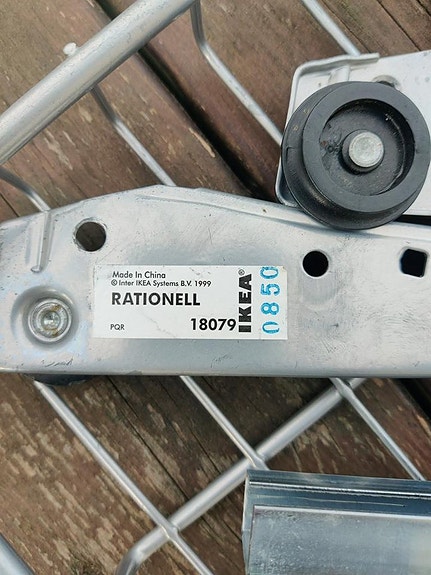 Made In China
© Inter IKEA Systems B.V. 1999
RATIONELL
PQR 18079
IKEA®
0850